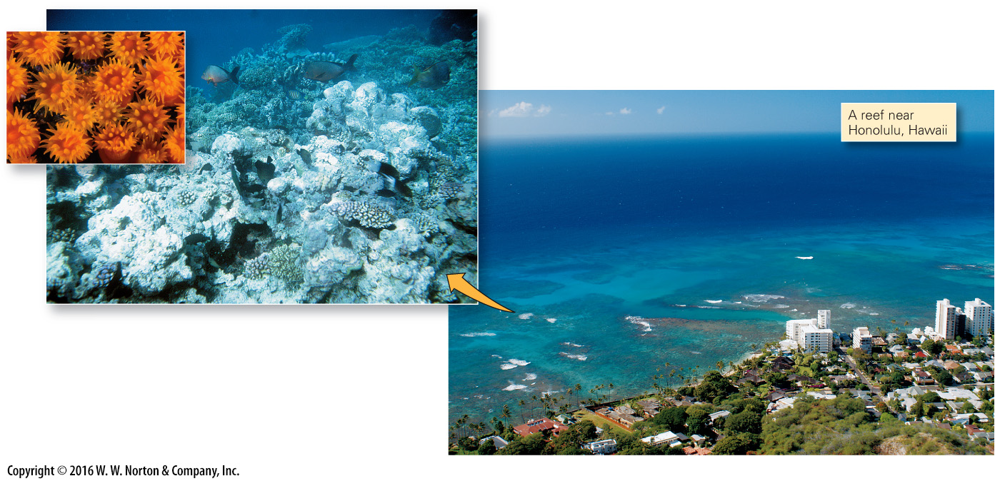 A reef near
Honolulu, Hawaii
Copyright © 2016 W. W. Norton & Company, Inc.